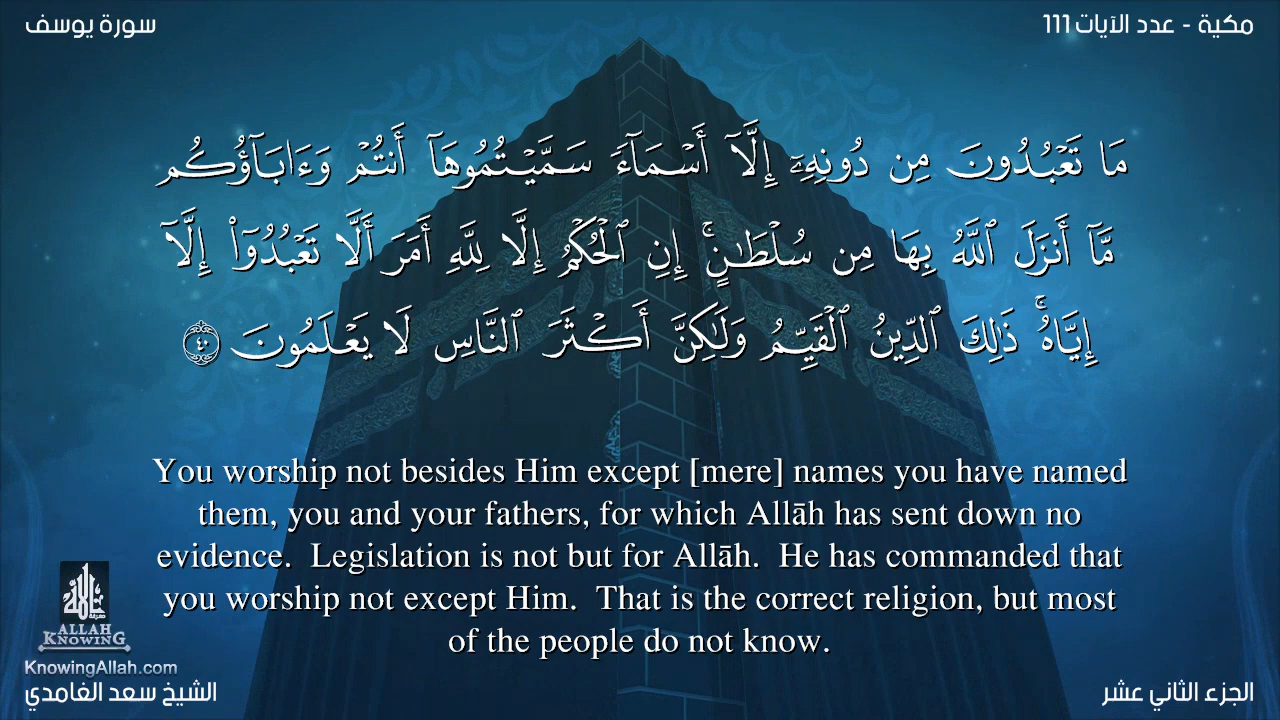 مكية - عدد الآيات 111
سورة يوسف
مَا تَعۡبُدُونَ مِن دُونِهِۦٓ إِلَّآ أَسۡمَآءٗ سَمَّيۡتُمُوهَآ أَنتُمۡ وَءَابَآؤُكُم
مَّآ أَنزَلَ ٱللَّهُ بِهَا مِن سُلۡطَٰنٍۚ إِنِ ٱلۡحُكۡمُ إِلَّا لِلَّهِ أَمَرَ أَلَّا تَعۡبُدُوٓاْ إِلَّآ
إِيَّاهُۚ ذَٰلِكَ ٱلدِّينُ ٱلۡقَيِّمُ وَلَٰكِنَّ أَكۡثَرَ ٱلنَّاسِ لَا يَعۡلَمُونَ ٤٠
You worship not besides Him except [mere] names you have named
them, you and your fathers, for which Allāh has sent down no
evidence.  Legislation is not but for Allāh.  He has commanded that
you worship not except Him.  That is the correct religion, but most
of the people do not know.
ALLAH
KNOWING
KnowingAllah.com
الشيخ سعد الغامدي
الجزء الثاني عشر